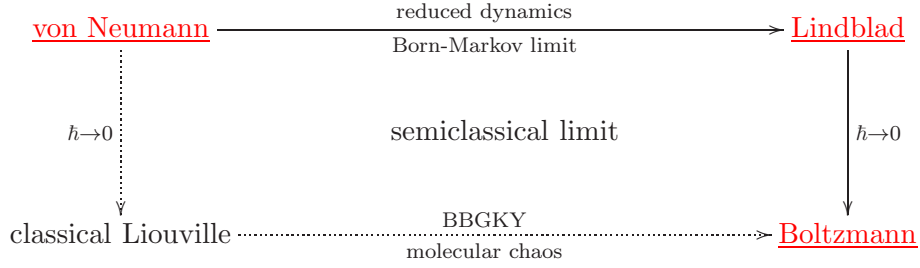 reduced dynamics
von Neumann
Lindblad
Born-Markov limit
ħ→0
semiclassical limit
ħ→0
BBGKY
classical Liouville
Boltzmann
molecular chaos